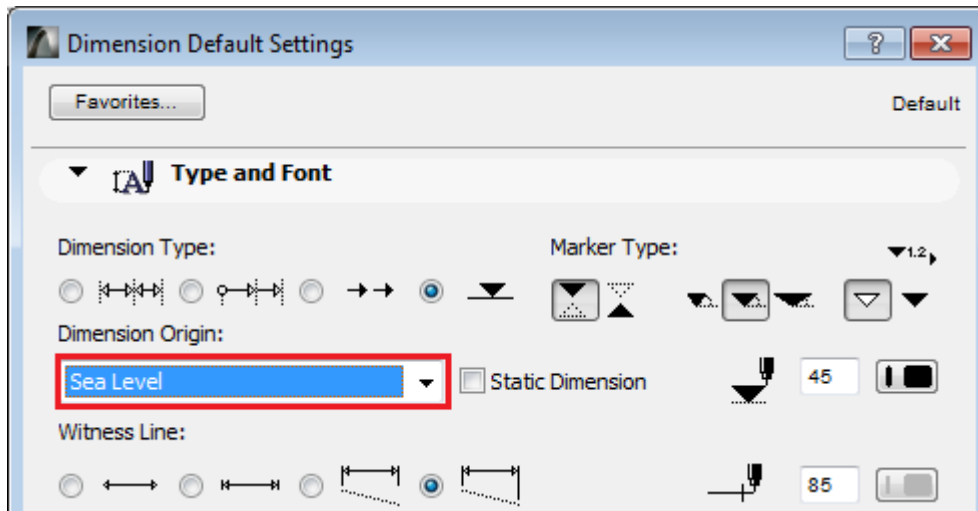 Dimension Default Settings
?
Favorites...
Default
Type and Font
Dimension Type:
Marker Type:
1.2
Dimension Origin:
Sea Level
Static Dimension
45
Witness Line:
85